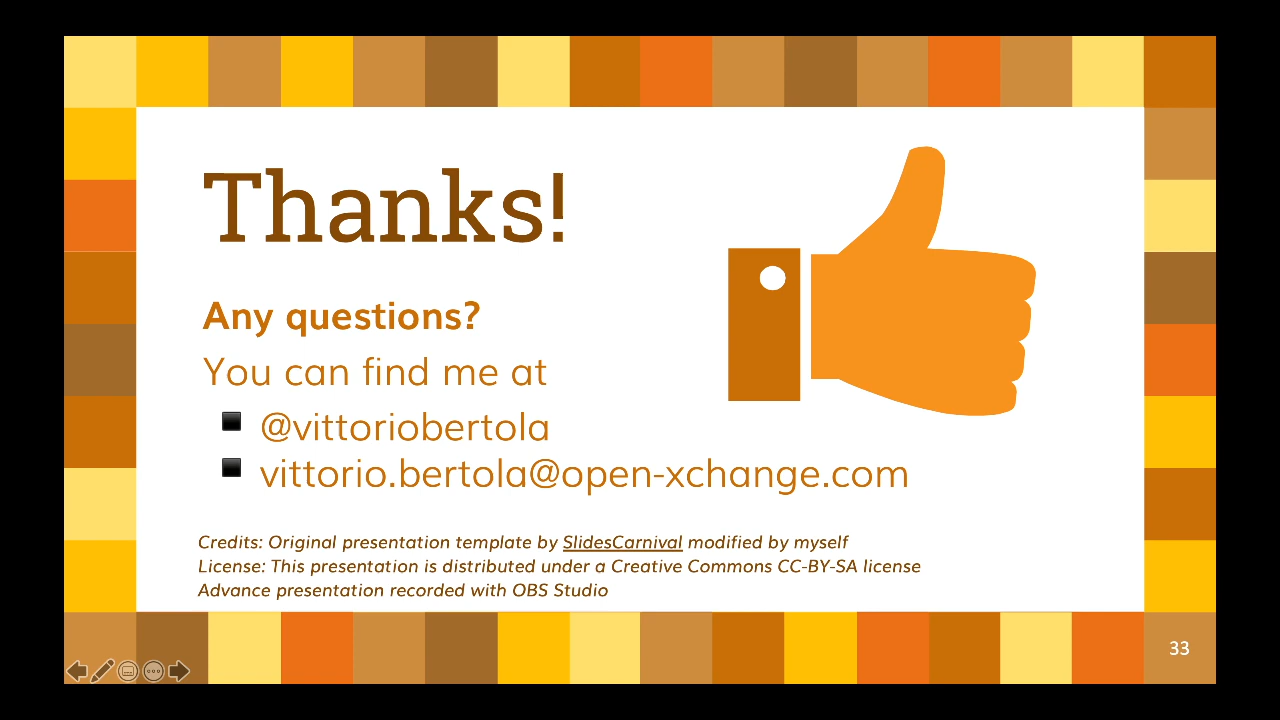 Thanks!
Any questions?
You can find me at
@vittoriobertola
vittorio.bertola@open-xchange.com
Credits: Original presentation template by SlidesCarnival modified by myself
License: This presentation is distributed under a Creative Commons CC-BY-SA license
Advance presentation recorded with OBS Studio
33